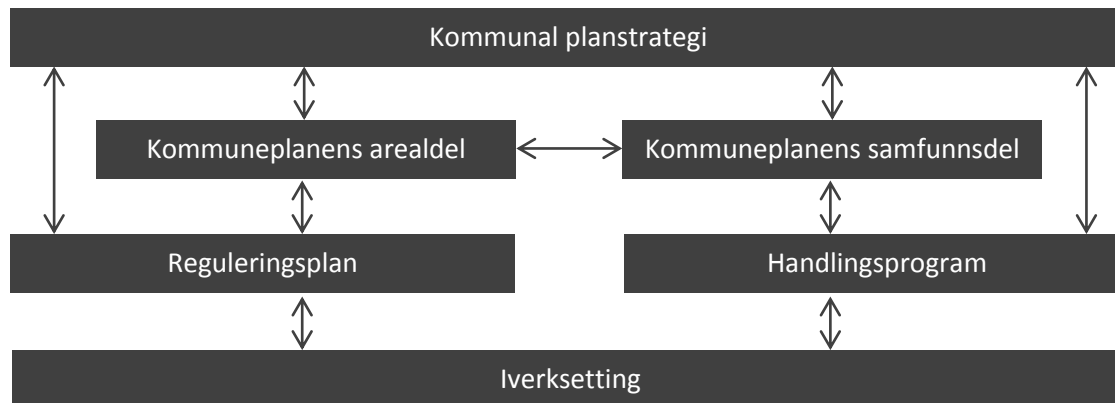 Kommunal planstrategi
Kommuneplanens arealdel
Kommuneplanens samfunnsdel
Reguleringsplan
Handlingsprogram
Iverksetting